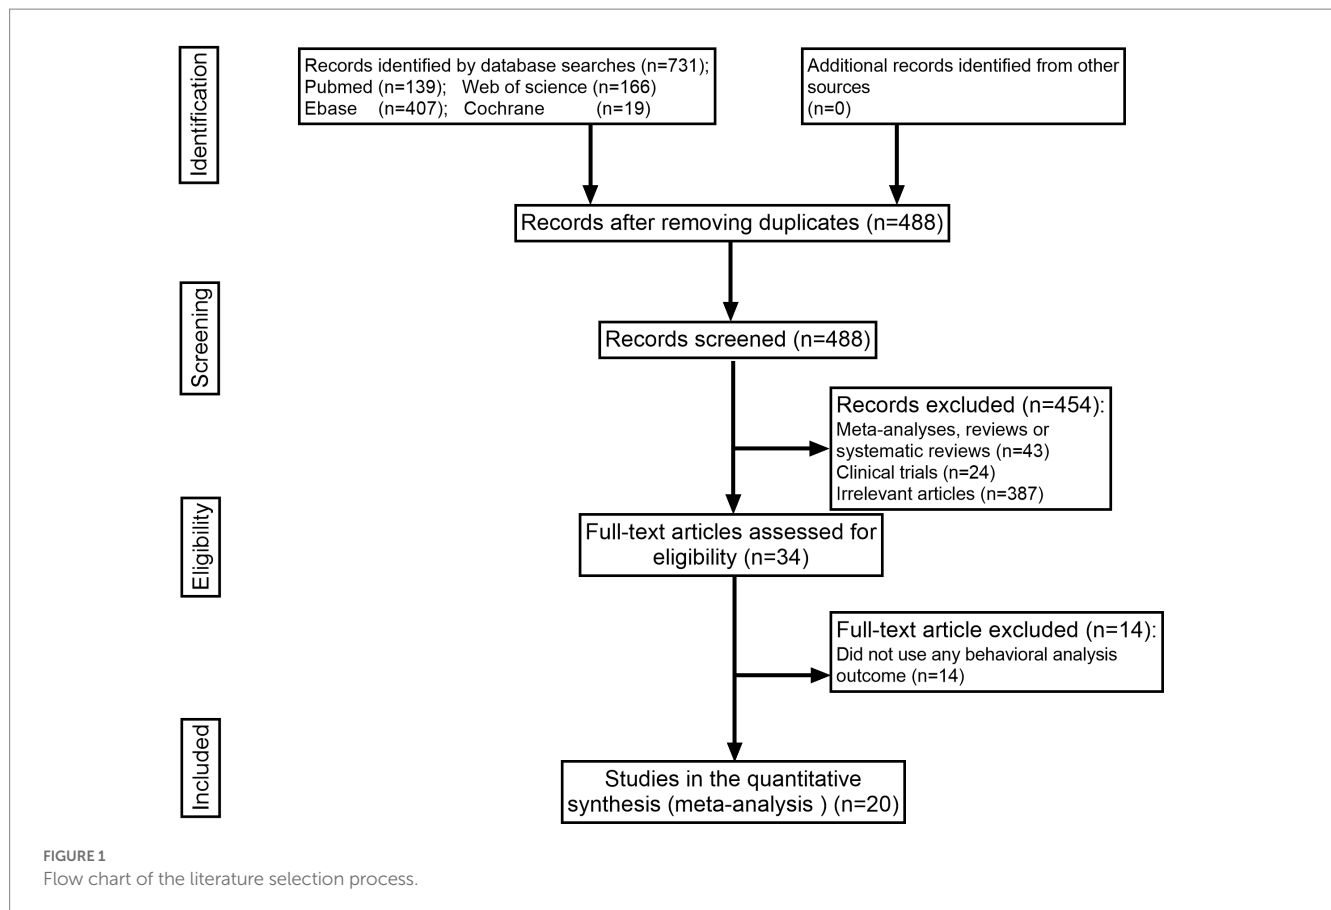 Identification
Records identified by database searches (n=731);
Pubmed (n=139); Web of science (n=166)
Ebase (n=407); Cochrane (n=19)
Additional records identified from other
sources
(n=0)
Records after removing duplicates (n=488)
Screening
Records screened (n=488)
Records excluded (n=454):
Meta-analyses, reviews or
systematic reviews (n=43)
Clinical trials (n=24)
Irrelevant articles (n=387)
Eligibility
Full-text articles assessed for
eligibility (n=34)
Full-text article excluded (n=14):
Did not use any behavioral analysis
outcome (n=14)
Included
Studies in the quantitative
synthesis (meta-analysis ) (n=20)
FIGURE 1
Flow chart of the literature selection process.